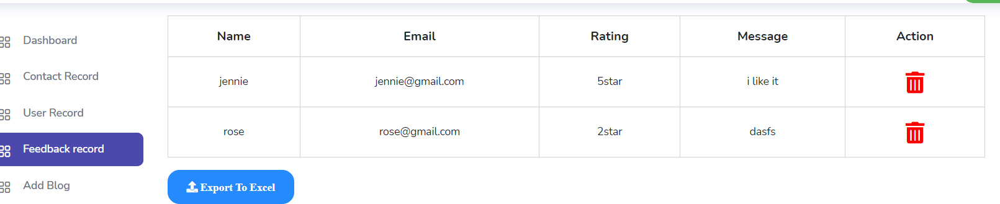 Dashboard
Contact Record
User Record
Feedback record
Add Blog
Name Email Rating Message Action
jennie jennie@gmail.com 5star i like it
rose rose@gmail.com 2star dasfs
Export To Excel